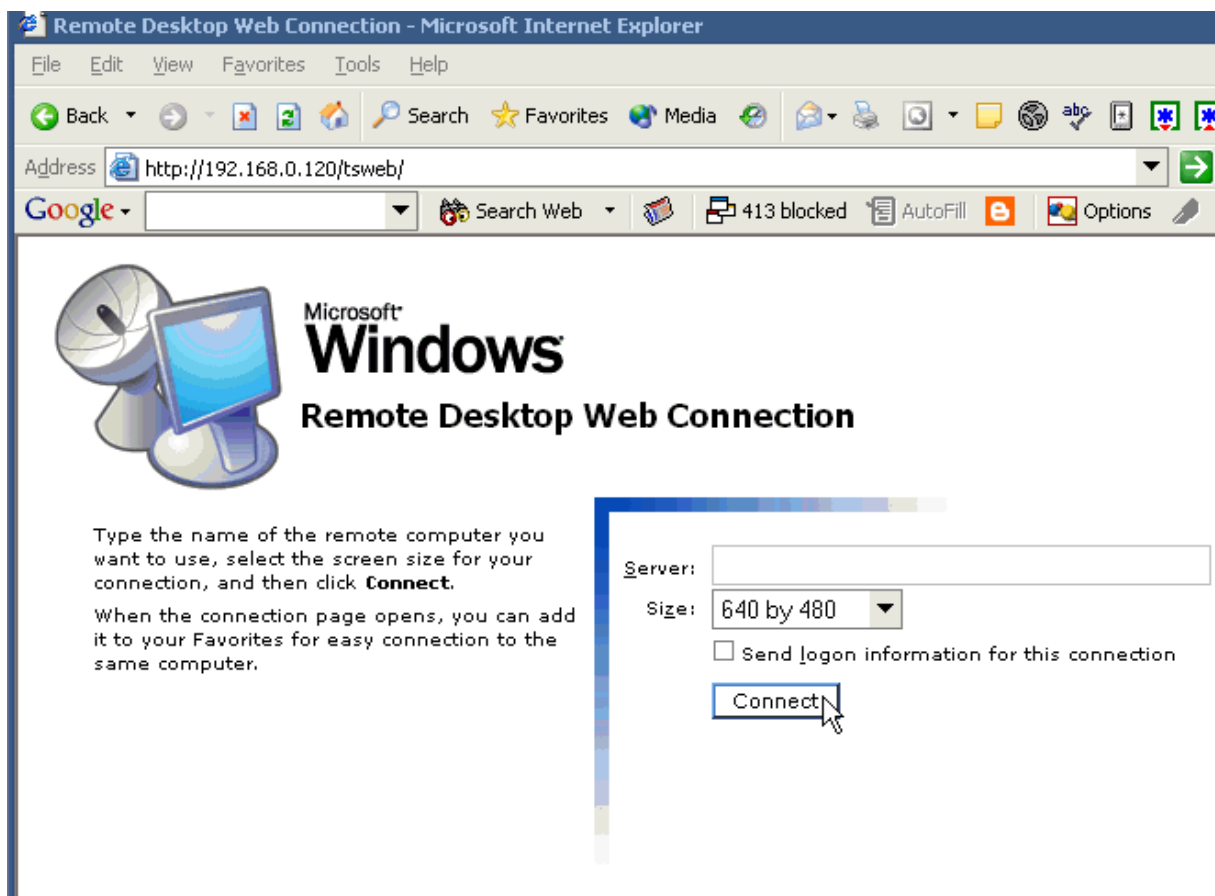 Remote Desktop Web Connection - Microsoft Internet Explorer
File Edit View Favorites Tools Help
Back Search Favorites Media abc
Address http://192.168.0.120/tsweb/
Google Search Web 413 blocked AutoFill Options
Microsoft
Windows
Remote Desktop Web Connection
Type the name of the remote computer you
want to use, select the screen size for your
connection, and then click Connect.
When the connection page opens, you can add
it to your Favorites for easy connection to the
same computer.
Server:
Size: 640 by 480
Send logon information for this connection
Connect